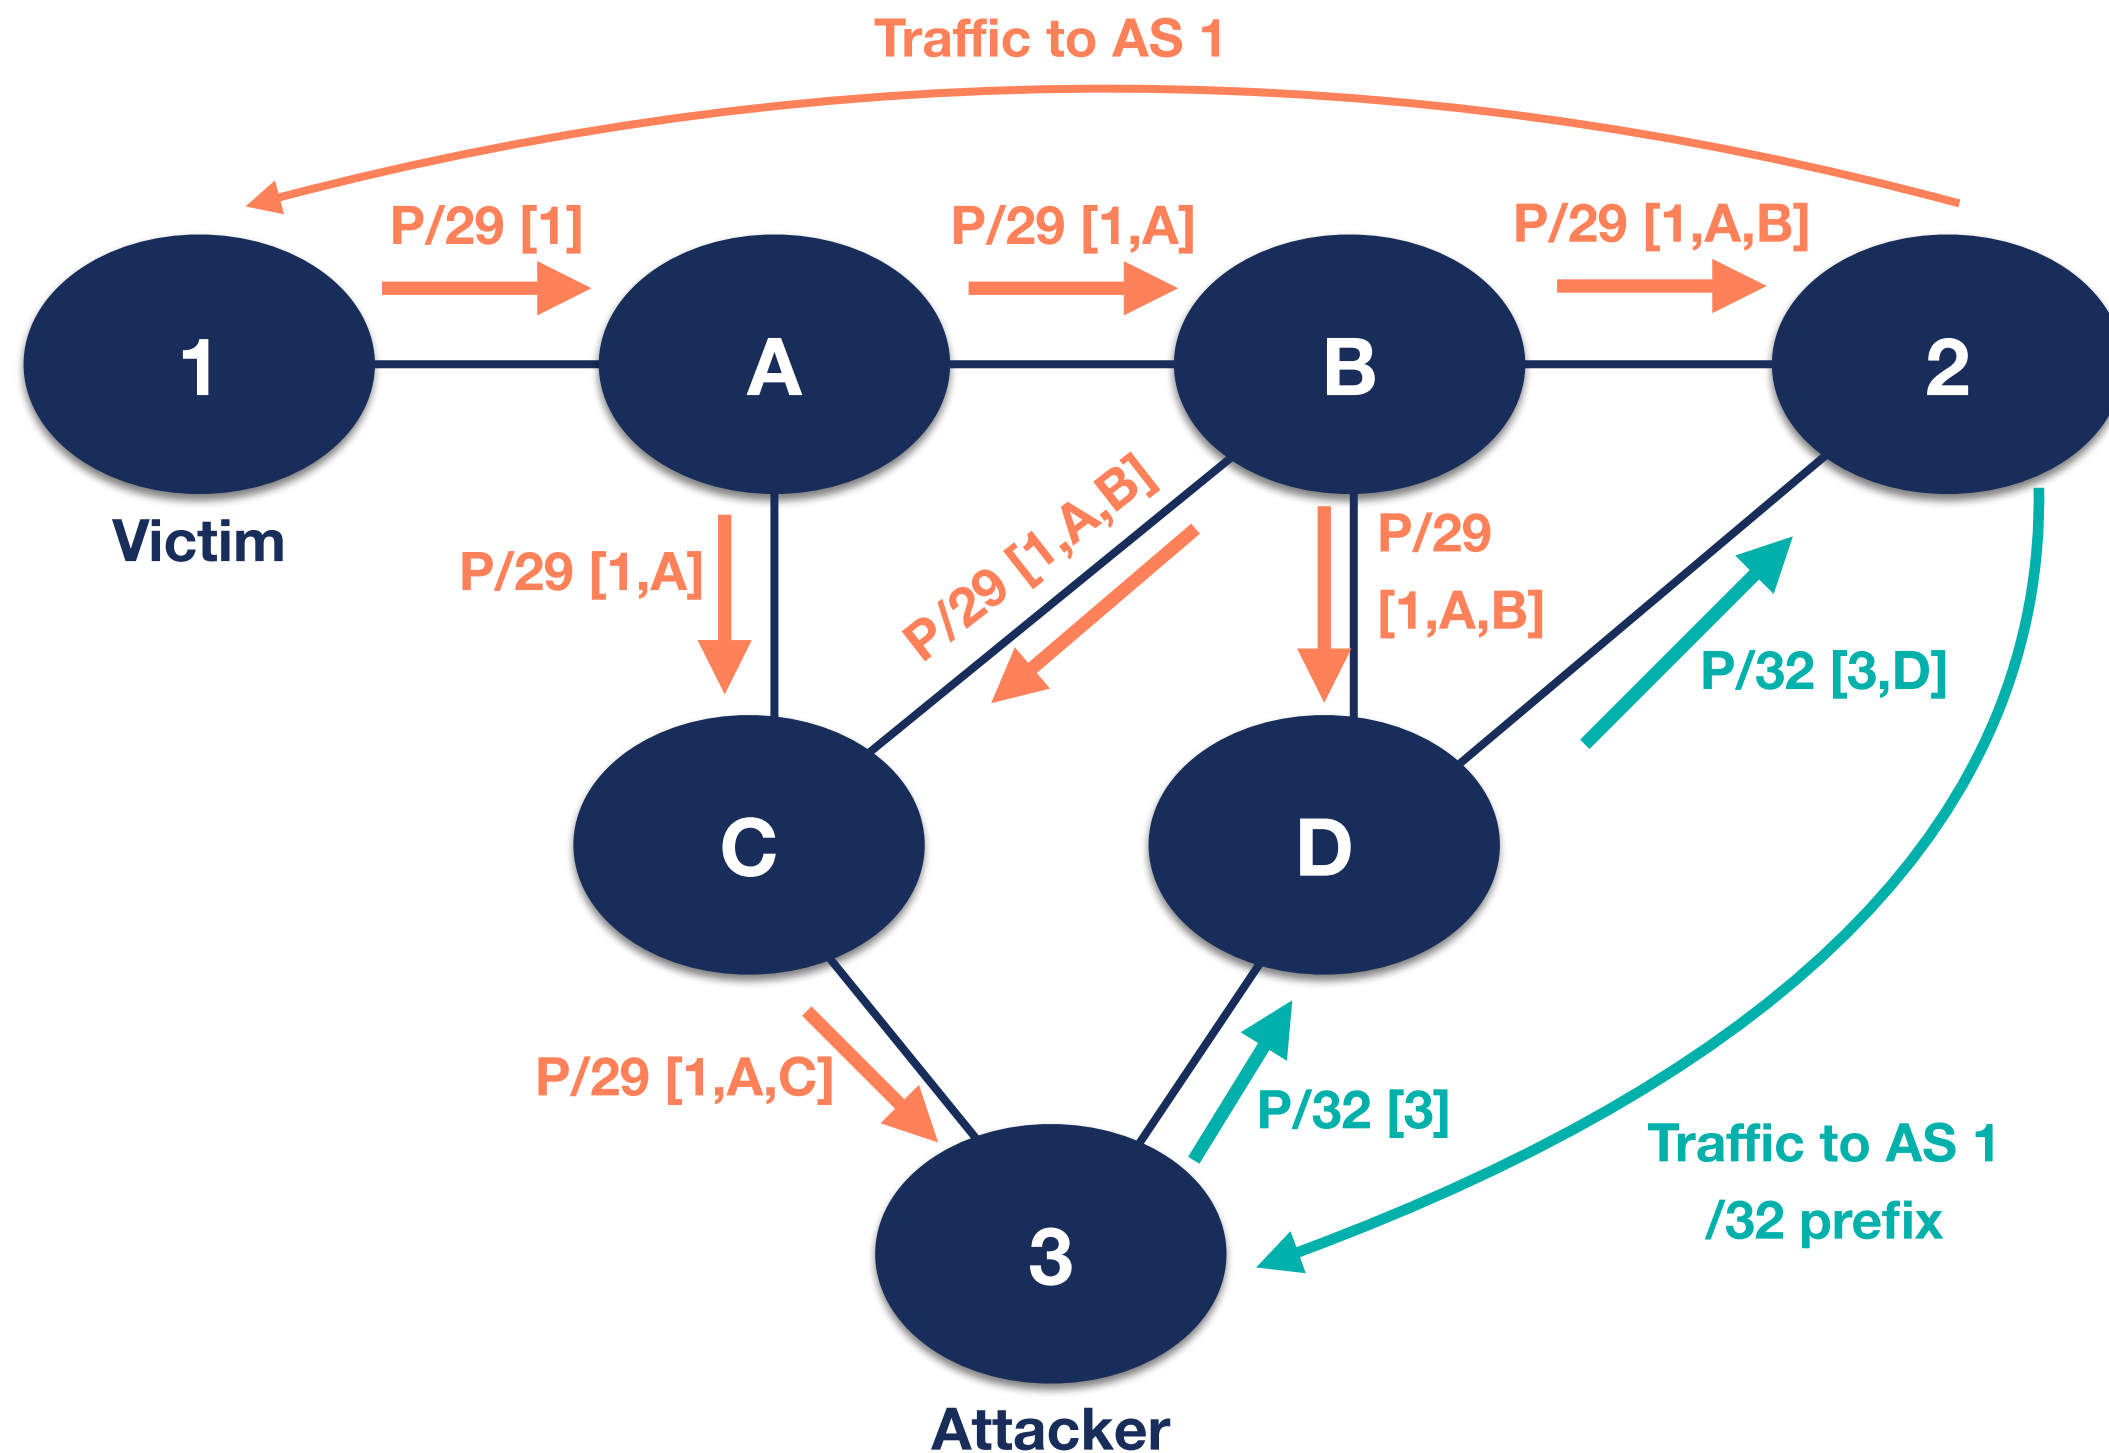 Traffic to AS 1
P/29 [1]
P/29 [1,A]
P/29 [1,A,B]
1
A
B
2
Victim
P/29 [1,A]
P/29 [1,A,B]
P/29
[1,A,B]
P/32 [3,D]
C
D
P/29 [1,A,C]
P/32 [3]
Traffic to AS 1
/32 prefix
3
Attacker